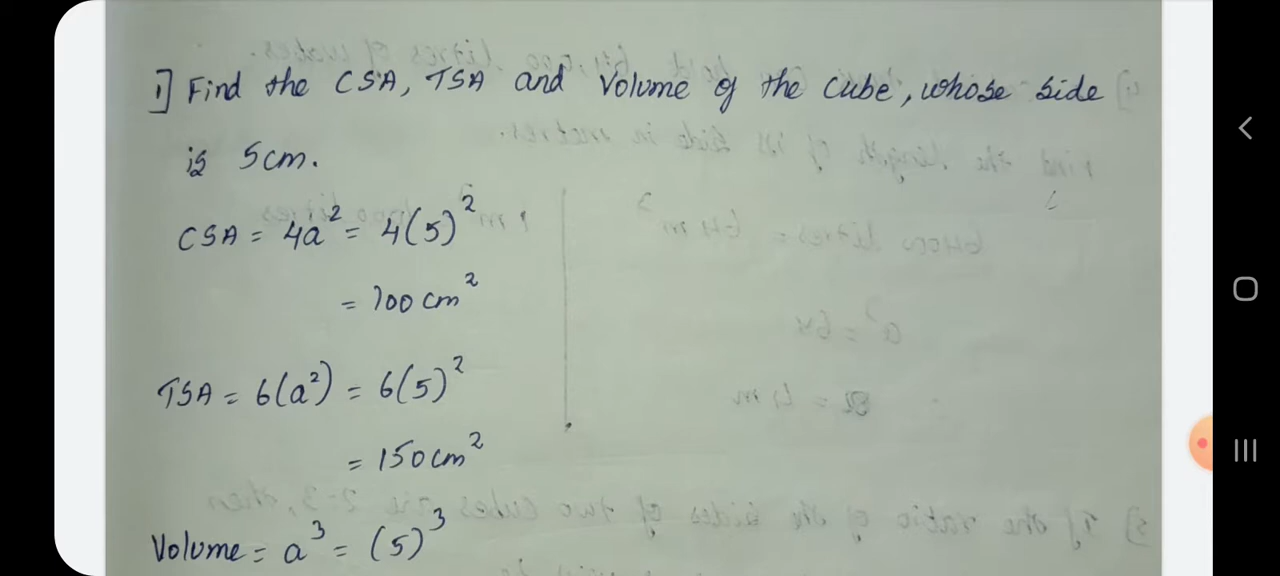 1] Find the CSA, TSA and Volume of the cube, whose side
is 5cm.
CSA = 4a² = 4(5)²
= 100 cm²
TSA = 6(a²) = 6(5)²
= 150 cm²
Volume = a³ = (5)³